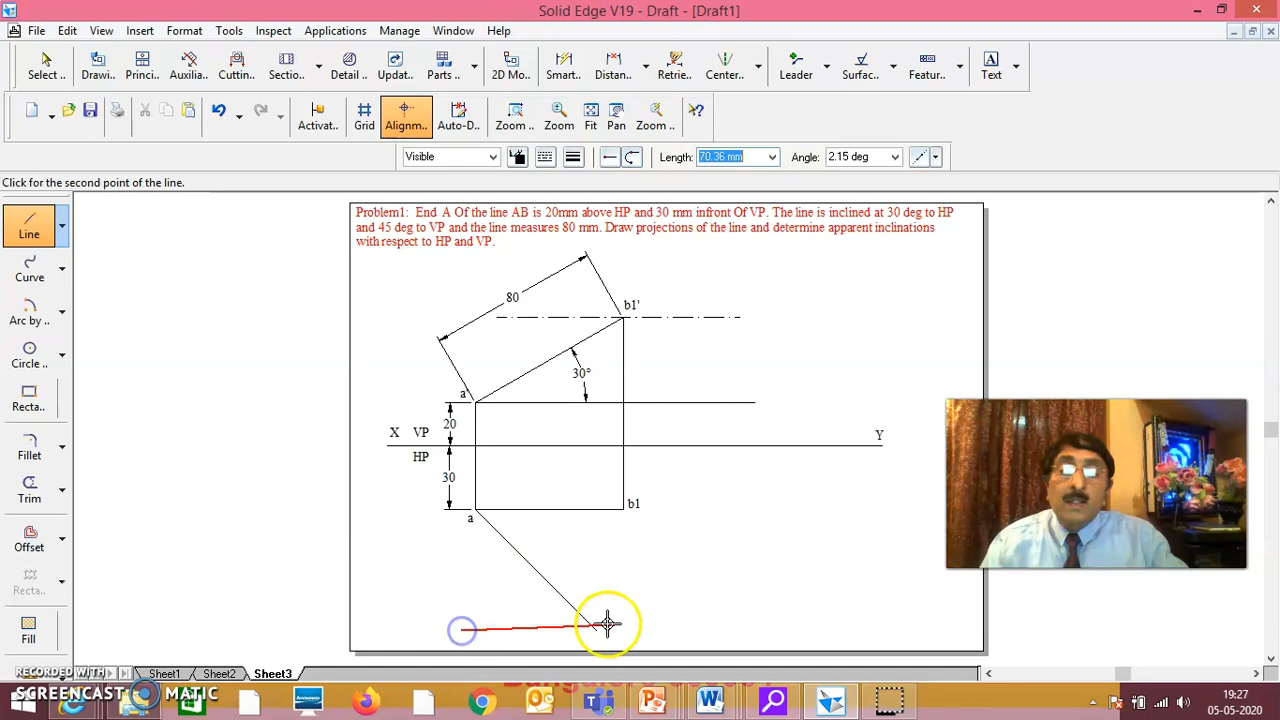 Solid Edge V19 - Draft - [Draft1]
File Edit View Insert Format Tools Inspect Applications Manage Window Help
Select .. Drawi.. Princi.. Auxilia.. Cuttin.. Sectio.. Detail .. Updat.. Parts .. 2D Mo.. Smart.. Distan.. Retrie.. Center.. Leader Surfac.. Featur.. Text
Activat.. Grid Alignm.. Auto-D.. Zoom .. Zoom Fit Pan Zoom ..
Visible Length: 70.36 mm Angle: 2.15 deg
Click for the second point of the line.
Line
Curve
Arc by ..
Circle ..
Recta..
Fillet
Trim
Offset
Recta..
Fill
Problem1: End A Of the line AB is 20mm above HP and 30 mm infront Of VP. The line is inclined at 30 deg to HP
and 45 deg to VP and the line measures 80 mm. Draw projections of the line and determine apparent inclinations
with respect to HP and VP.
80
b1'
30°
a'
20
X VP
Y
HP
30
b1
a
Sheet1 Sheet2 Sheet3
RECORDED WITH
SCREENCAST MATIC
19:27
05-05-2020